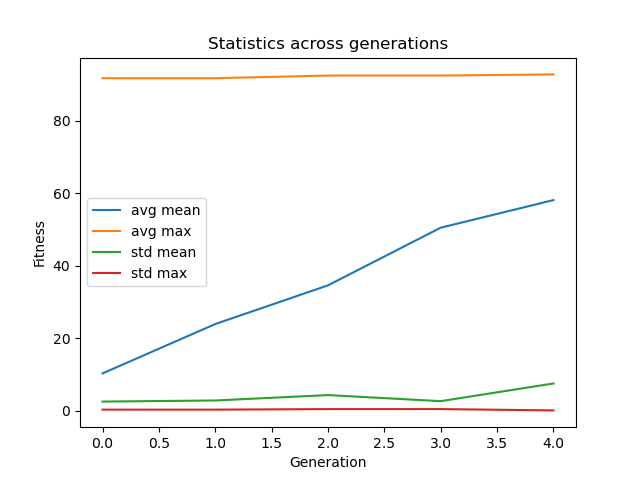 Statistics across generations
80
60
40
20
0
Fitness
avg mean
avg max
std mean
std max
0.0 0.5 1.0 1.5 2.0 2.5 3.0 3.5 4.0
Generation